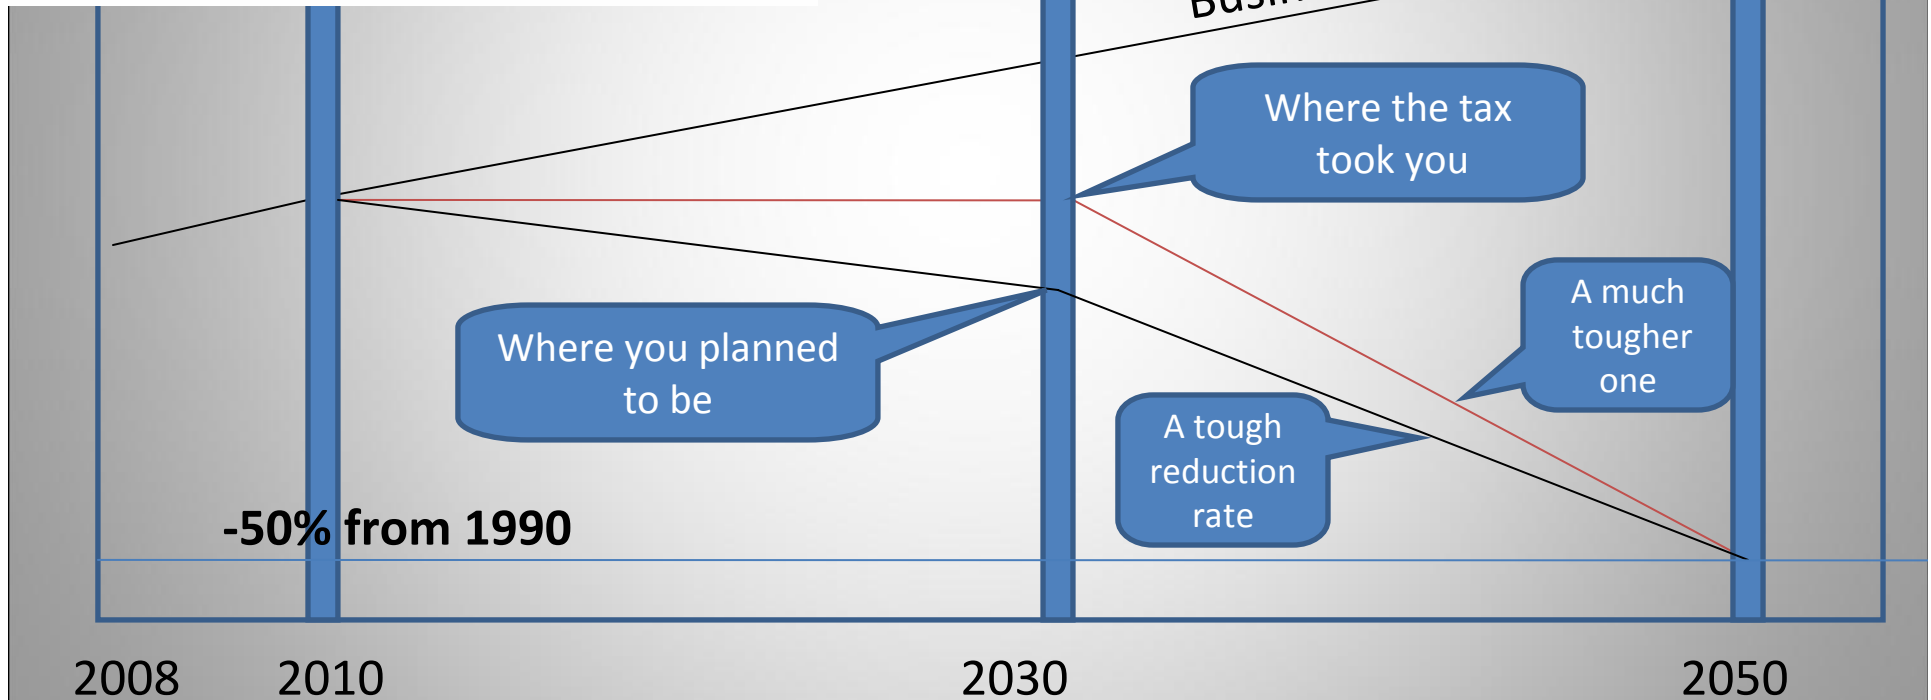 Where the tax
took you
A much
tougher
one
Where you planned
to be
A tough
reduction
rate
-50% from 1990
2008
2010
2030
2050